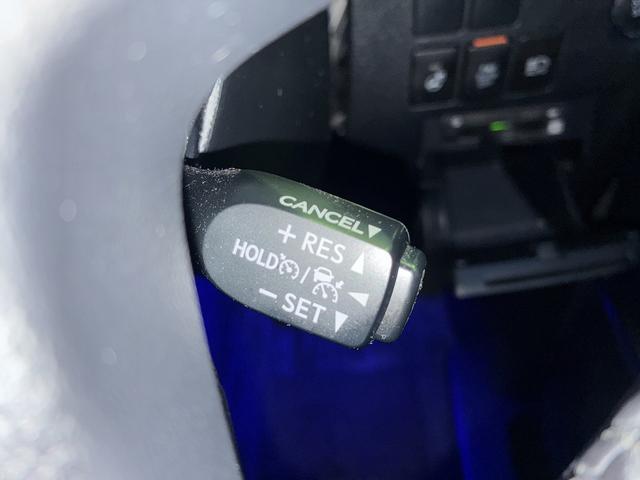 CANCEL▼
+ RES ▲
HOLD /
− SET ▼